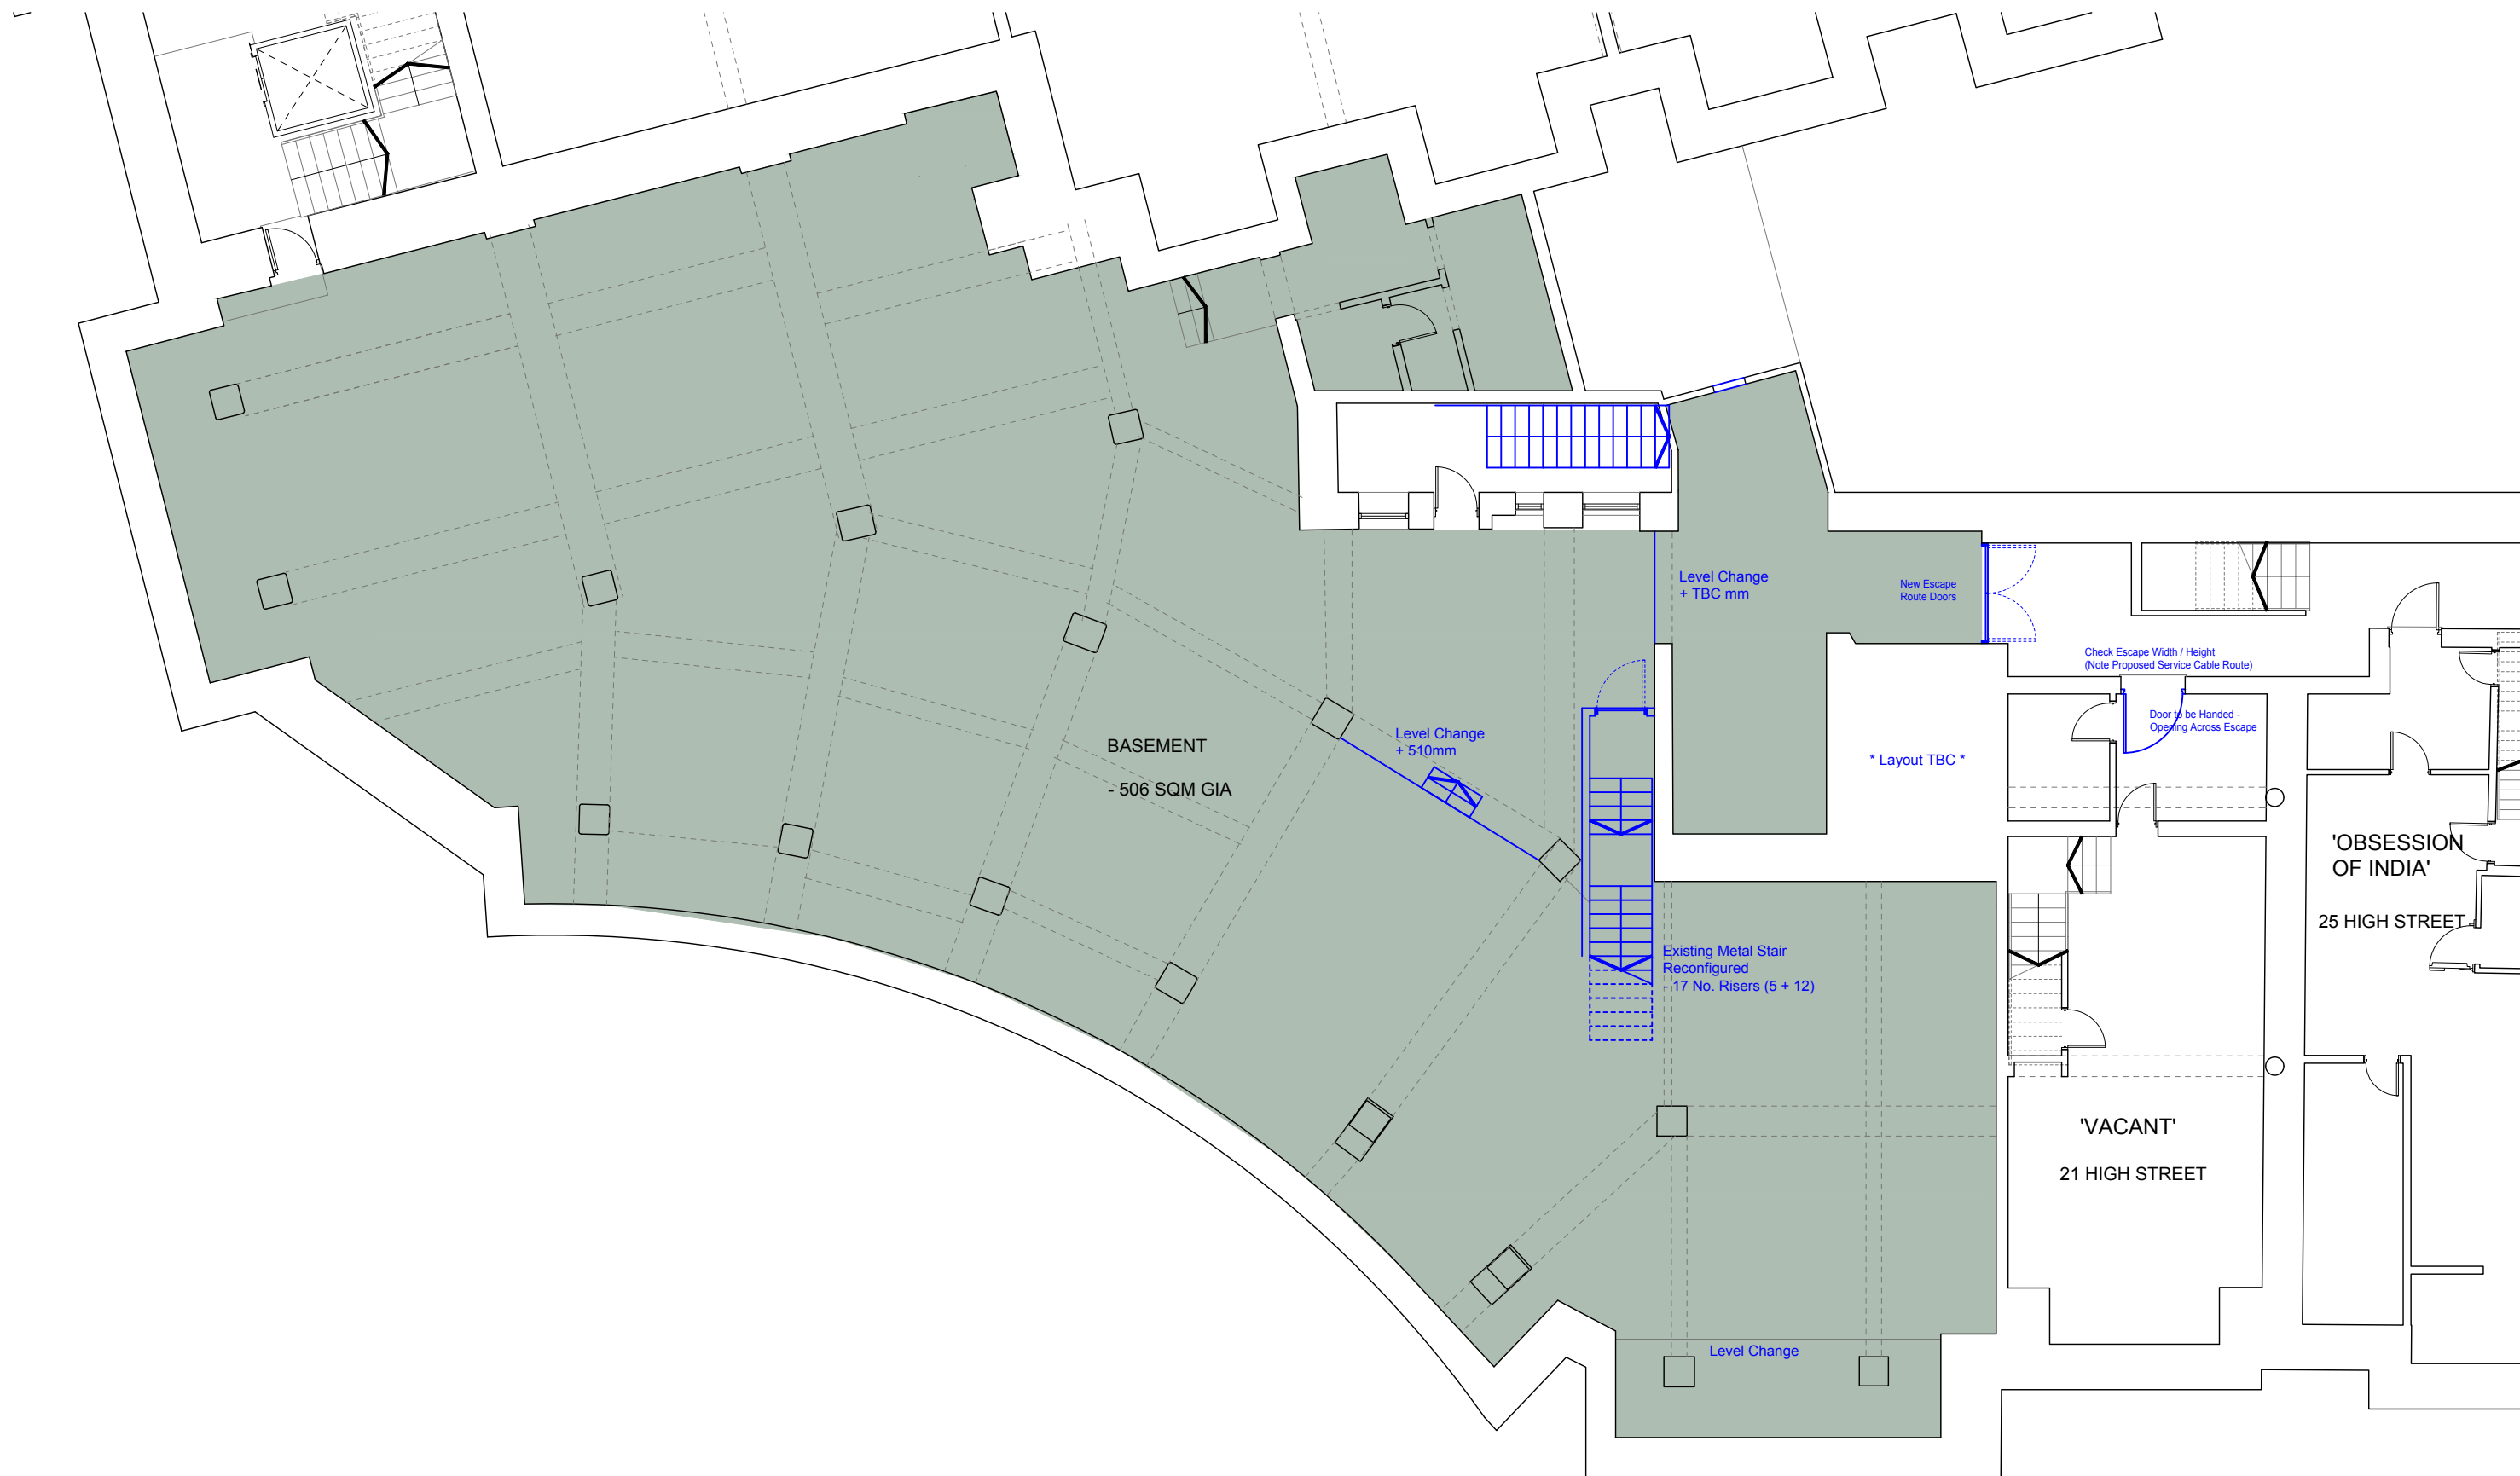 Level Change
+ TBC mm
New Escape
Route Doors
Check Escape Width / Height
(Note Proposed Service Cable Route)
Door to be Handed -
Opening Across Escape
Level Change
+ 510mm
BASEMENT
- 506 SQM GIA
* Layout TBC *
'OBSESSION
OF INDIA'
25 HIGH STREET
Existing Metal Stair
Reconfigured
- 17 No. Risers (5 + 12)
'VACANT'
21 HIGH STREET
Level Change